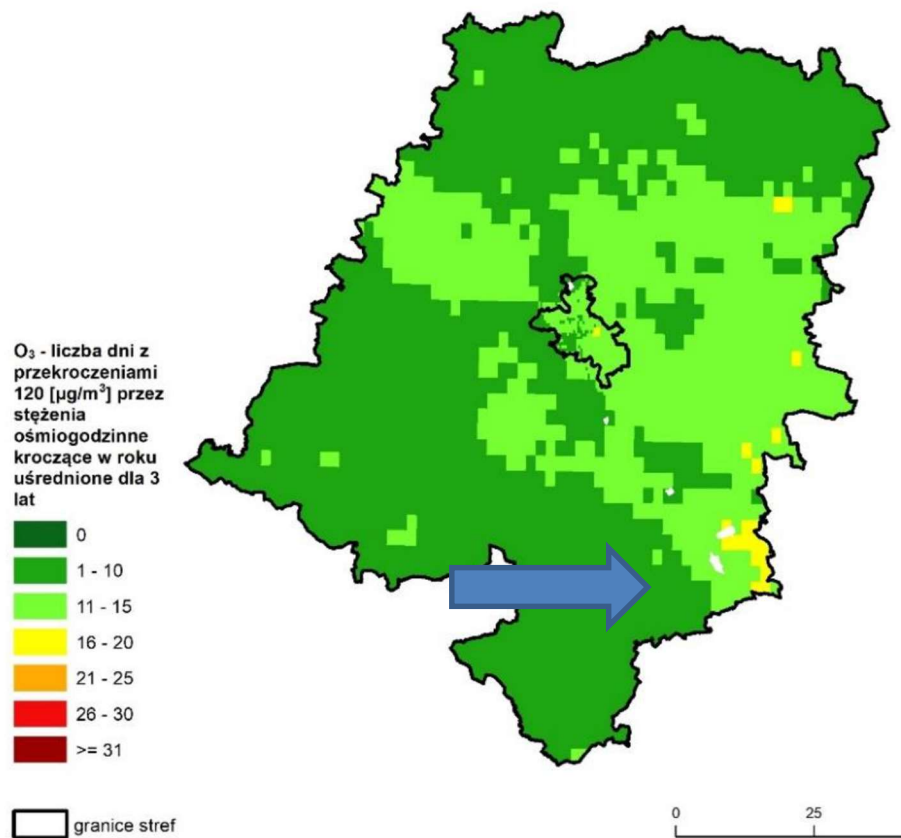 O₃ - liczba dni z
przekroczeniami
120 [µg/m³] przez
stężenia
ośmiogodzinne
kroczące w roku
uśrednione dla 3
lat
0
1 - 10
11 - 15
16 - 20
21 - 25
26 - 30
>= 31
granice stref
0 25